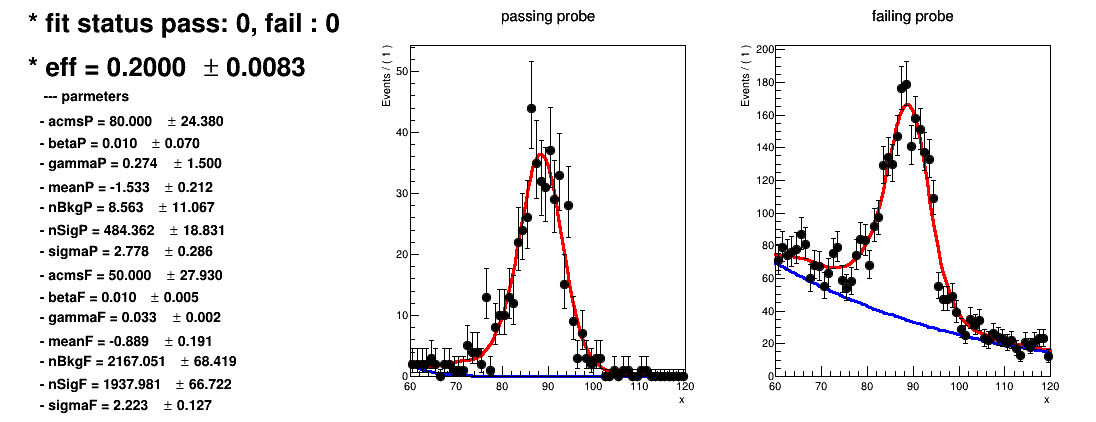 * fit status pass: 0, fail : 0
* eff = 0.2000 ± 0.0083
--- parmeters
- acmsP = 80.000 ± 24.380
- betaP = 0.010 ± 0.070
- gammaP = 0.274 ± 1.500
- meanP = -1.533 ± 0.212
- nBkgP = 8.563 ± 11.067
- nSigP = 484.362 ± 18.831
- sigmaP = 2.778 ± 0.286
- acmsF = 50.000 ± 27.930
- betaF = 0.010 ± 0.005
- gammaF = 0.033 ± 0.002
- meanF = -0.889 ± 0.191
- nBkgF = 2167.051 ± 68.419
- nSigF = 1937.981 ± 66.722
- sigmaF = 2.223 ± 0.127
passing probe
Events / ( 1 )
50
40
30
20
10
0
60 70 80 90 100 110 120
x
failing probe
Events / ( 1 )
200
180
160
140
120
100
80
60
40
20
0
60 70 80 90 100 110 120
x